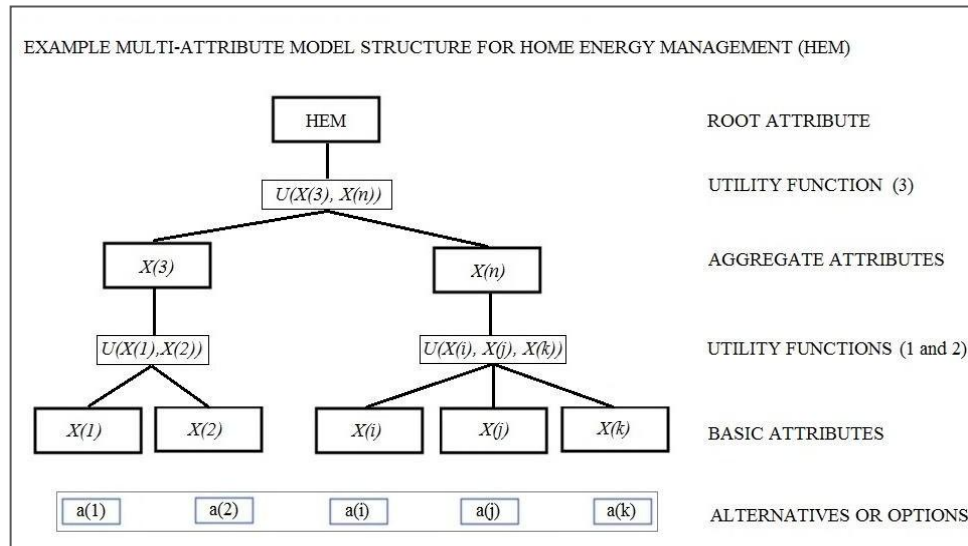 EXAMPLE MULTI-ATTRIBUTE MODEL STRUCTURE FOR HOME ENERGY MANAGEMENT (HEM)
HEM ROOT ATTRIBUTE
U(X(3), X(n)) UTILITY FUNCTION (3)
X(3) X(n) AGGREGATE ATTRIBUTES
U(X(1),X(2)) U(X(i), X(j), X(k)) UTILITY FUNCTIONS (1 and 2)
X(1) X(2) X(i) X(j) X(k) BASIC ATTRIBUTES
a(1) a(2) a(i) a(j) a(k) ALTERNATIVES OR OPTIONS